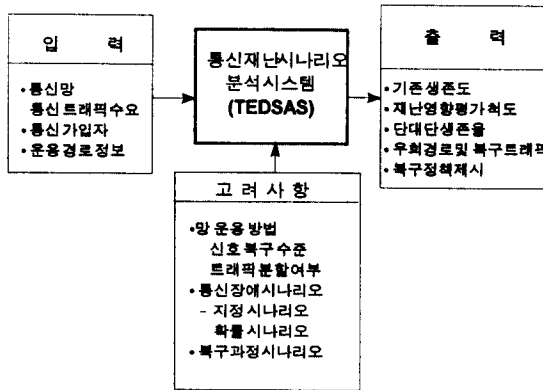 입 력
• 통신망
통신트래픽수요
• 통신가입자
• 운용경로정보
통신재난시나리오
분석시스템
(TEDSAS)
출 력
• 기존생존도
• 재난영향평가척도
• 단대단생존율
• 우회경로및 복구트래픽
• 복구정책제시
고 려 사 항
• 망 운용 방법
신호 복구 수준
트래픽분할여부
• 통신장애시나리오
- 지정 시나리오
확률 시나리오
• 복구과정시나리오